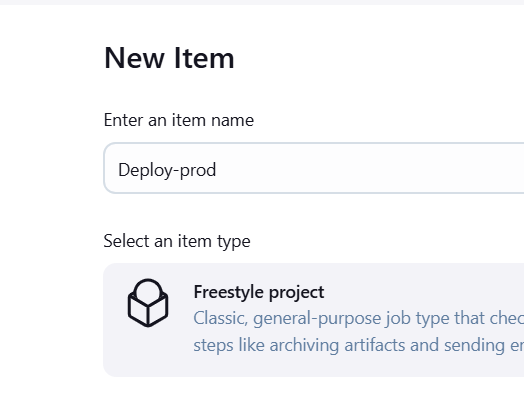 New Item
Enter an item name
Deploy-prod
Select an item type
Freestyle project
Classic, general-purpose job type that
steps like archiving artifacts and sending